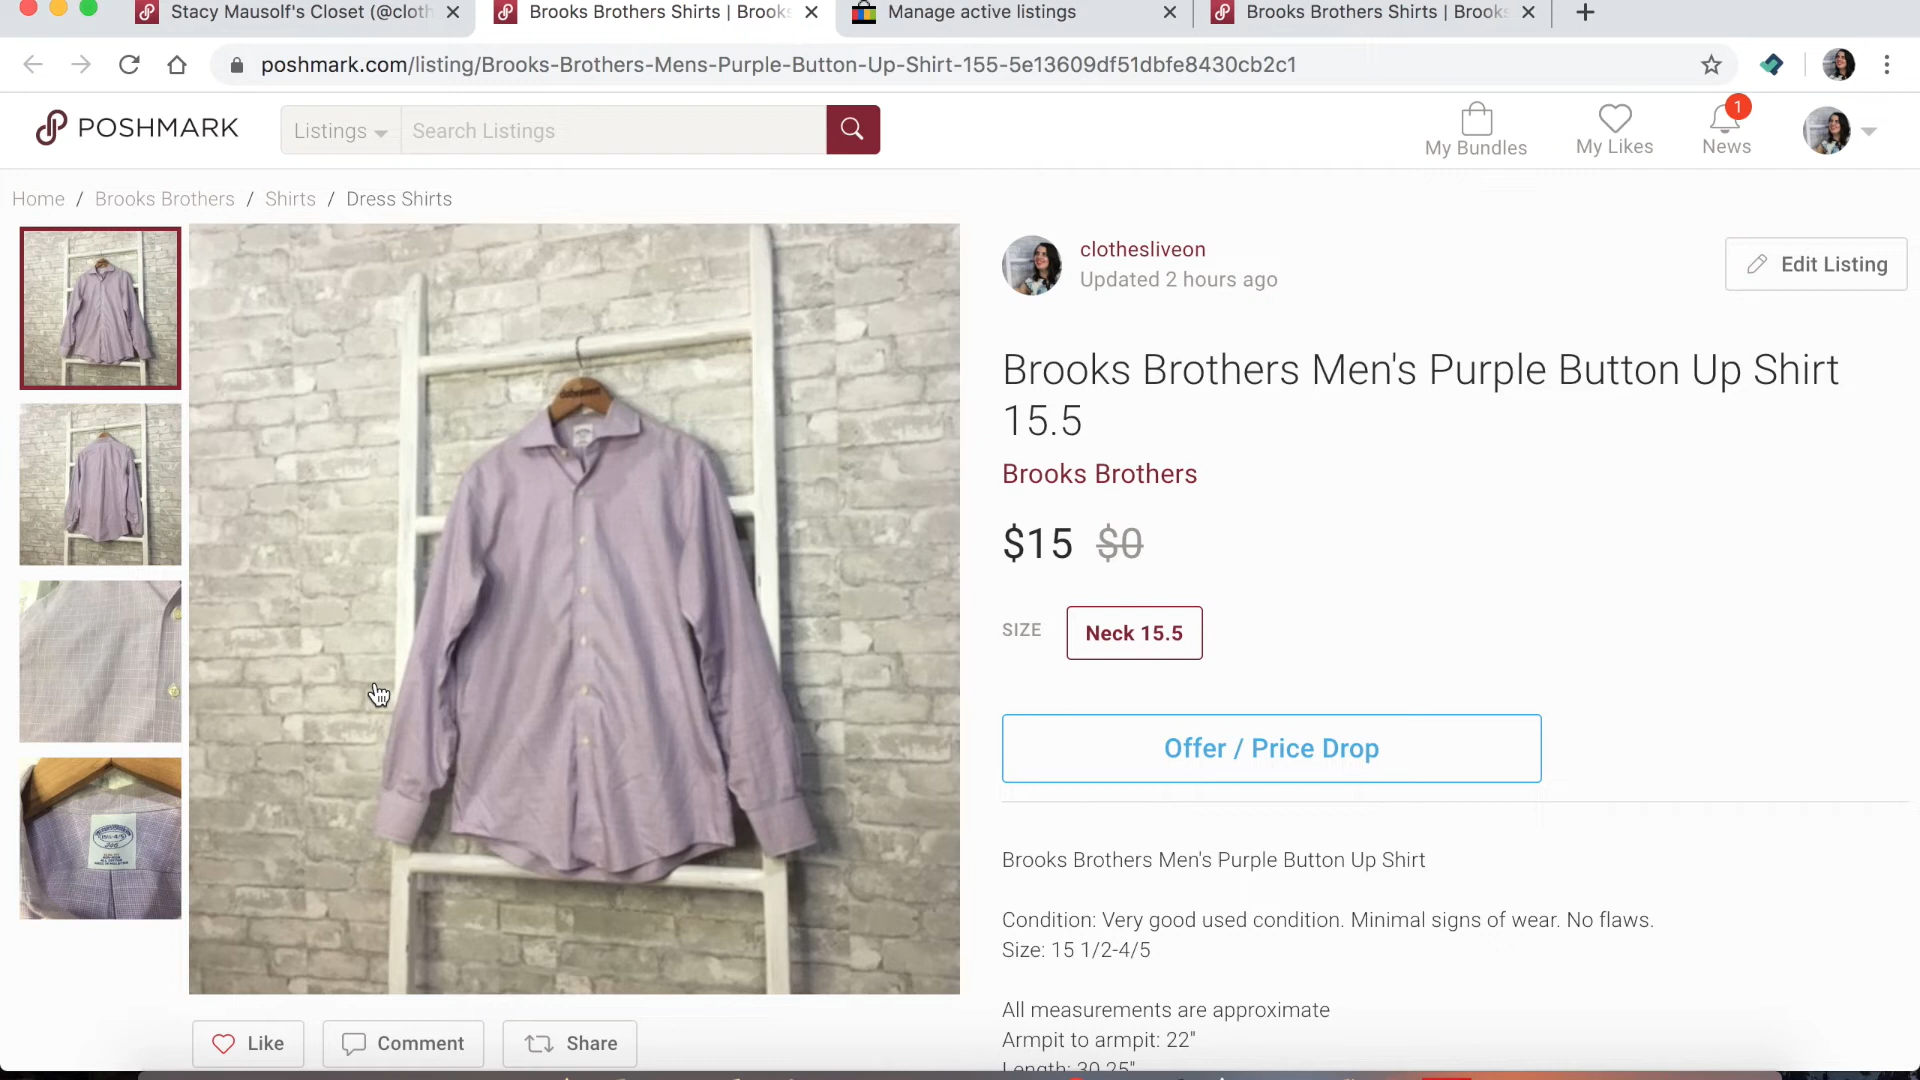 Stacy Mausolf's Closet (@cloth
Brooks Brothers Shirts | Brooks
Manage active listings
Brooks Brothers Shirts | Brooks
poshmark.com/listing/Brooks-Brothers-Mens-Purple-Button-Up-Shirt-155-5e13609df51dbfe8430cb2c1
POSHMARK
Listings
Search Listings
My Bundles
My Likes
1
News
Home / Brooks Brothers / Shirts / Dress Shirts
clothesliveon
Updated 2 hours ago
Edit Listing
Brooks Brothers Men's Purple Button Up Shirt
15.5
Brooks Brothers
$15 $0
SIZE
Neck 15.5
Offer / Price Drop
Brooks Brothers Men's Purple Button Up Shirt
Condition: Very good used condition. Minimal signs of wear. No flaws.
Size: 15 1/2-4/5
All measurements are approximate
Armpit to armpit: 22"
Length: 30.25"
Like
Comment
Share